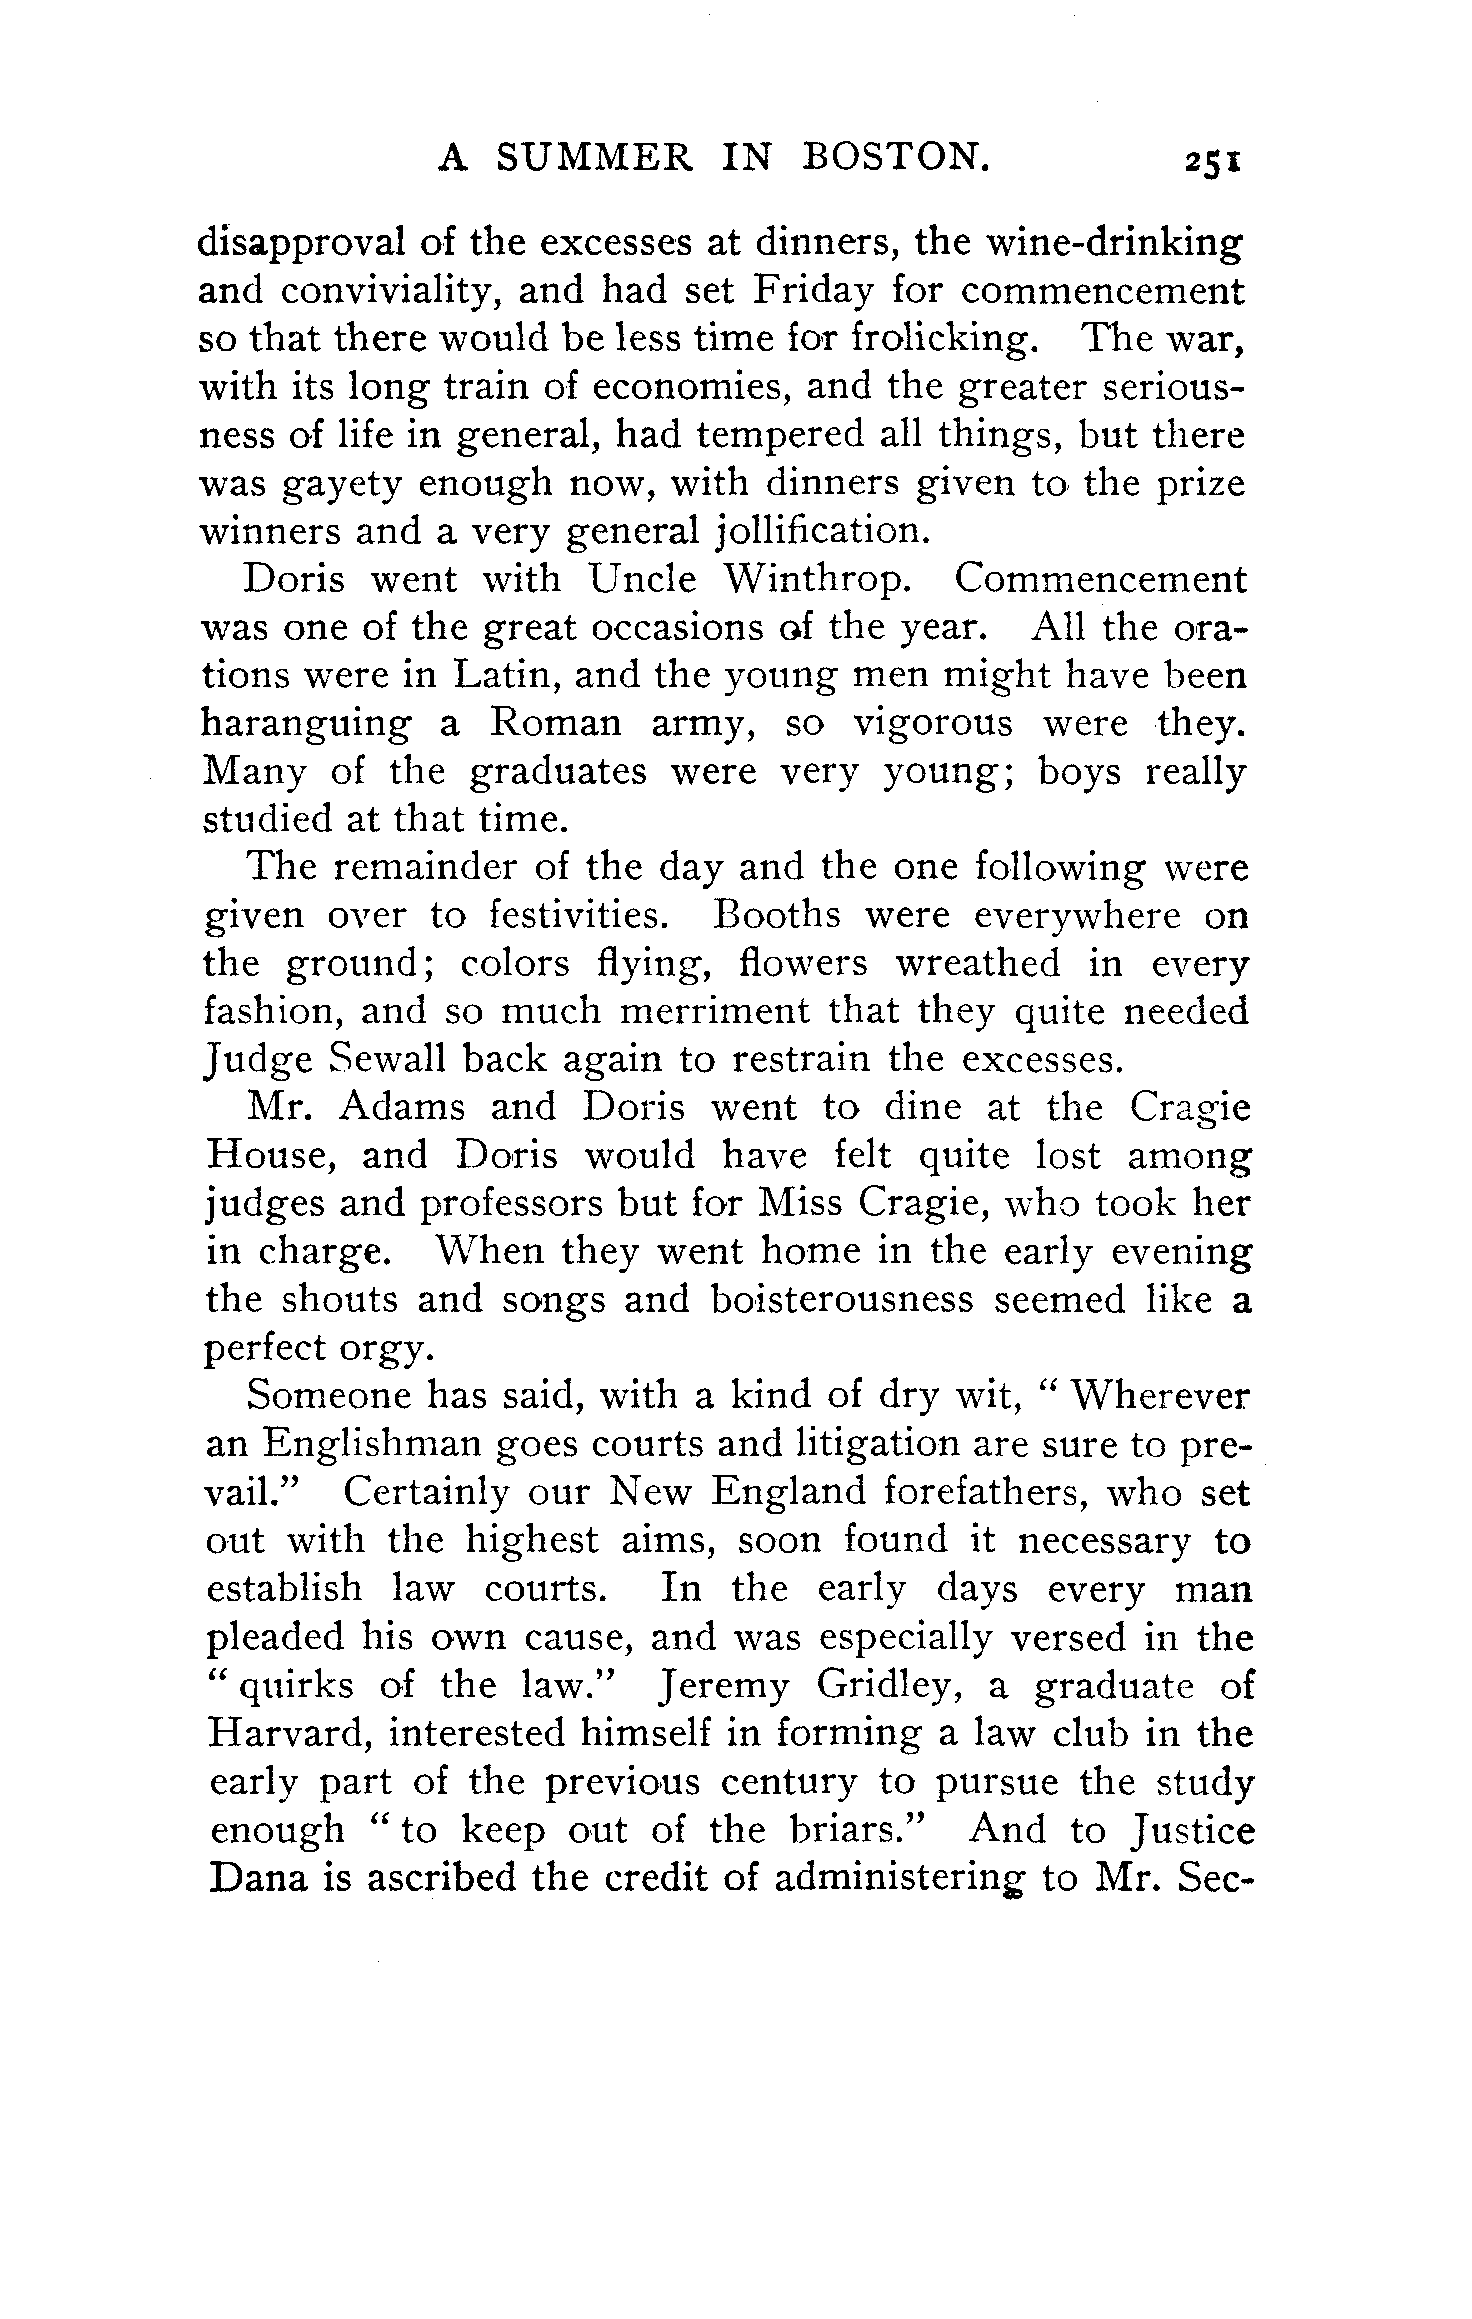 A SUMMER IN BOSTON. 251
disapproval of the excesses at dinners, the wine-drinking
and conviviality, and had set Friday for commencement
so that there would be less time for frolicking. The war,
with its long train of economies, and the greater serious-
ness of life in general, had tempered all things, but there
was gayety enough now, with dinners given to the prize
winners and a very general jollification.
Doris went with Uncle Winthrop. Commencement
was one of the great occasions of the year. All the ora-
tions were in Latin, and the young men might have been
haranguing a Roman army, so vigorous were they.
Many of the graduates were very young; boys really
studied at that time.
The remainder of the day and the one following were
given over to festivities. Booths were everywhere on
the ground; colors flying, flowers wreathed in every
fashion, and so much merriment that they quite needed
Judge Sewall back again to restrain the excesses.
Mr. Adams and Doris went to dine at the Cragie
House, and Doris would have felt quite lost among
judges and professors but for Miss Cragie, who took her
in charge. When they went home in the early evening
the shouts and songs and boisterousness seemed like a
perfect orgy.
Someone has said, with a kind of dry wit, " Wherever
an Englishman goes courts and litigation are sure to pre-
vail." Certainly our New England forefathers, who set
out with the highest aims, soon found it necessary to
establish law courts. In the early days every man
pleaded his own cause, and was especially versed in the
" quirks of the law." Jeremy Gridley, a graduate of
Harvard, interested himself in forming a law club in the
early part of the previous century to pursue the study
enough " to keep out of the briars." And to Justice
Dana is ascribed the credit of administering to Mr. Sec-